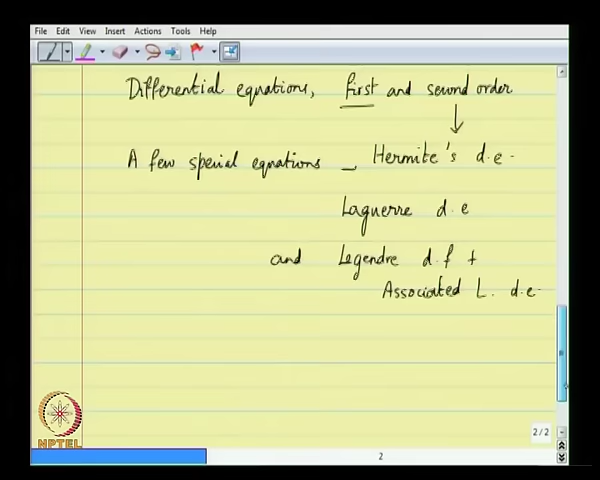 File Edit View Insert Actions Tools Help
Differential equations, first and second order
A few special equations - Hermite's d.e.
Laguerre d.e
and Legendre d.f +
Associated L. d.e.
NPTEL
2/2
2